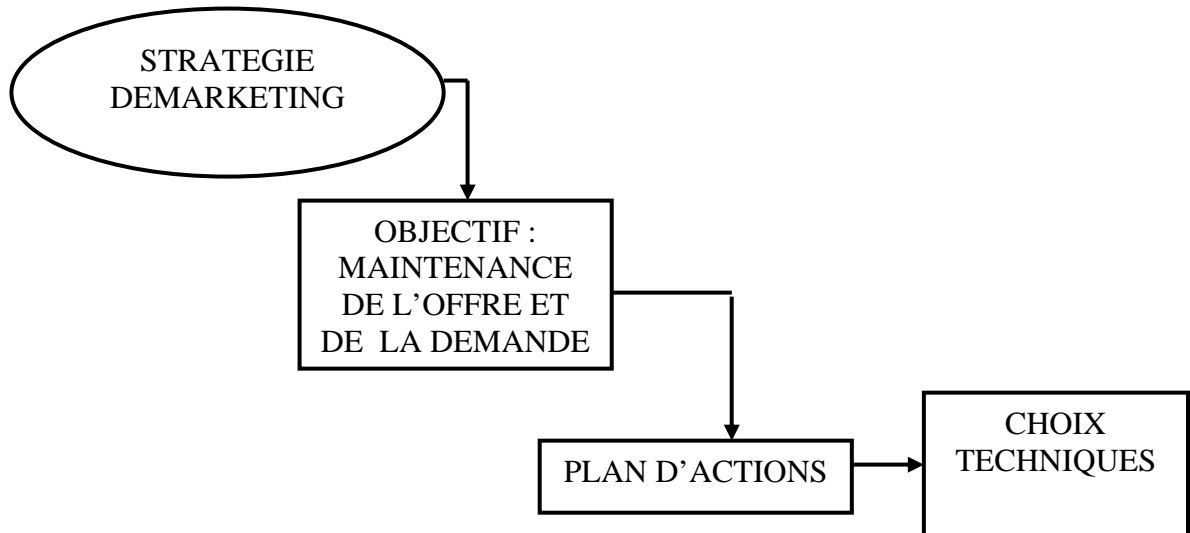 STRATEGIE
DEMARKETING
OBJECTIF :
MAINTENANCE
DE L’OFFRE ET
DE LA DEMANDE
PLAN D’ACTIONS
CHOIX
TECHNIQUES